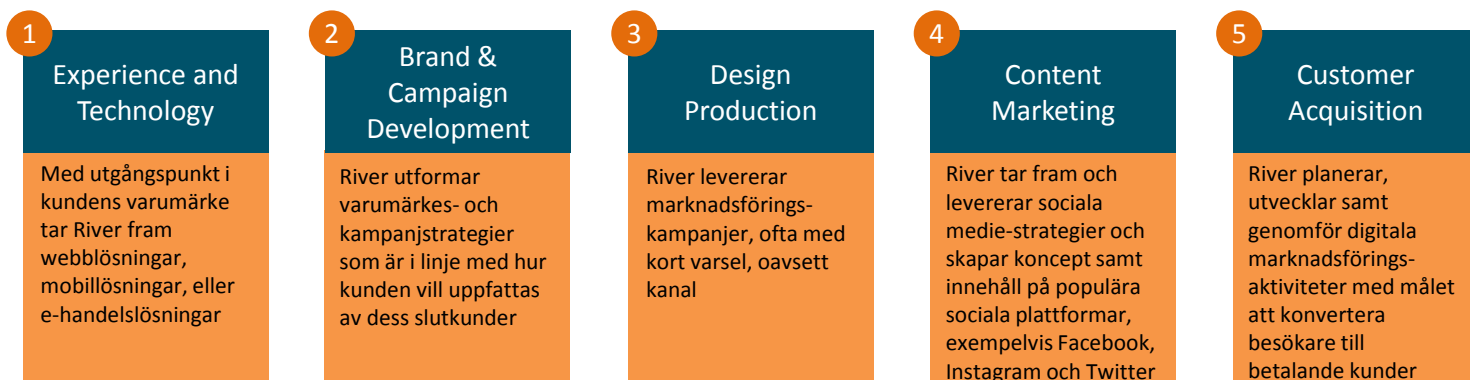 1
Experience and
Technology
Med utgångspunkt i
kundens varumärke
tar River fram
webblösningar,
mobillösningar, eller
e-handelslösningar
2
Brand &
Campaign
Development
River utformar
varumärkes- och
kampanjstrategier
som är i linje med hur
kunden vill uppfattas
av dess slutkunder
3
Design
Production
River levererar
marknadsförings-
kampanjer, ofta med
kort varsel, oavsett
kanal
4
Content
Marketing
River tar fram och
levererar sociala
medie-strategier och
skapar koncept samt
innehåll på populära
sociala plattformar,
exempelvis Facebook,
Instagram och Twitter
5
Customer
Acquisition
River planerar,
utvecklar samt
genomför digitala
marknadsförings-
aktiviteter med målet
att konvertera
besökare till
betalande kunder